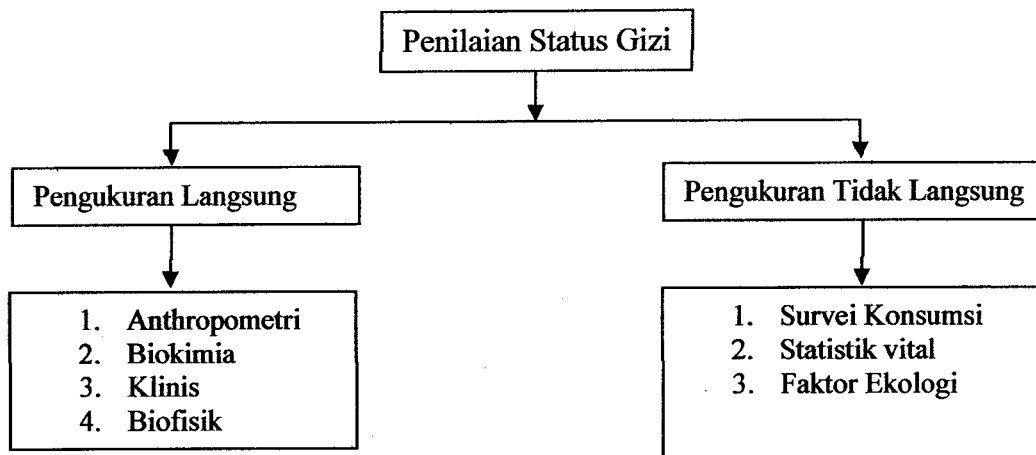 Penilaian Status Gizi
Pengukuran Langsung
Pengukuran Tidak Langsung
1. Anthropometri
2. Biokimia
3. Klinis
4. Biofisik
1. Survei Konsumsi
2. Statistik vital
3. Faktor Ekologi